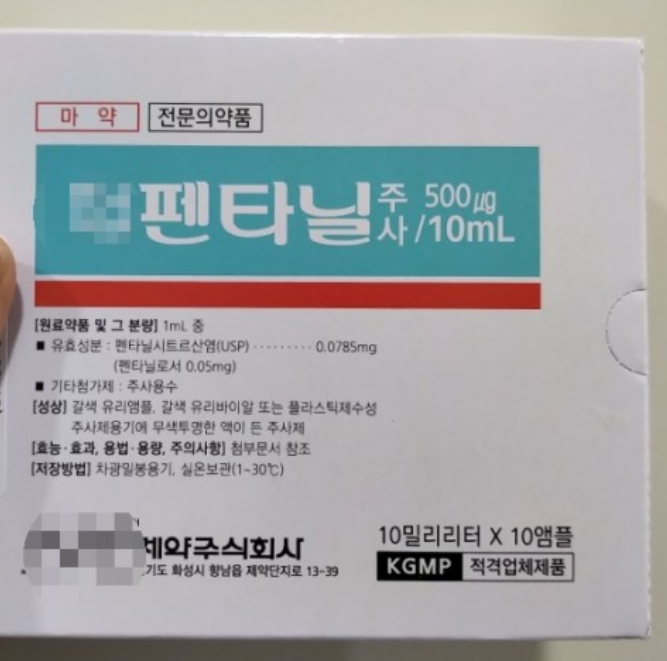 마 약 전문의약품
펜타닐 주사 500㎍/10mL
[원료약품 및 그 분량] 1mL 중
■ 유효성분 : 펜타닐시트르산염(USP) ········· 0.0785mg
(펜타닐로서 0.05mg)
■ 기타첨가제 : 주사용수
[성상] 갈색 유리앰플, 갈색 유리바이알 또는 플라스틱제수성
주사제용기에 무색투명한 액이 든 주사제
[효능·효과, 용법·용량, 주의사항] 첨부문서 참조
[저장방법] 차광밀봉용기, 실온보관(1~30℃)
제약주식회사
기도 화성시 향남읍 제약단지로 13-39
10밀리리터 X 10앰플
KGMP 적격업체제품